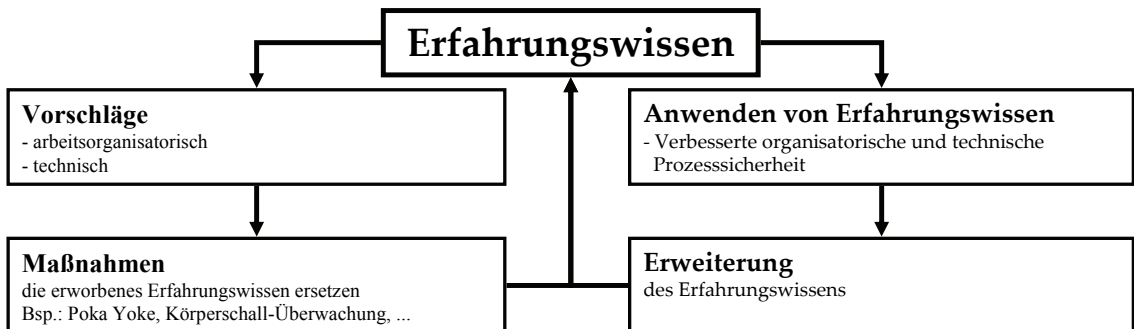 Erfahrungswissen
Vorschläge
- arbeitsorganisatorisch
- technisch
Anwenden von Erfahrungswissen
- Verbesserte organisatorische und technische
Prozesssicherheit
Maßnahmen
die erworbenes Erfahrungswissen ersetzen
Bsp.: Poka Yoke, Körperschall-Überwachung, ...
Erweiterung
des Erfahrungswissens